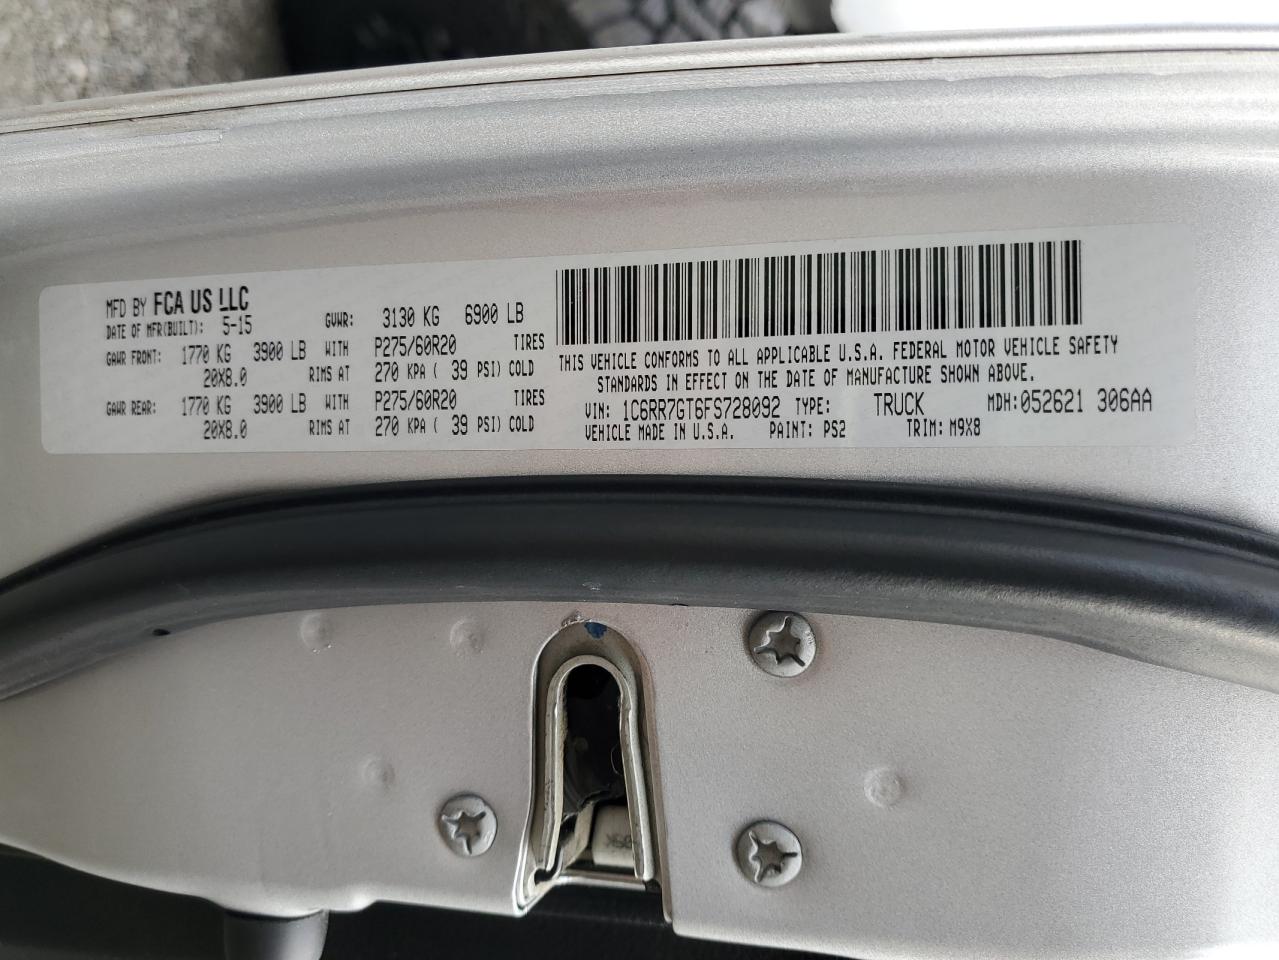 MFD BY FCA US LLC
DATE OF MFR(BUILT): 5-15 GVWR: 3130 KG 6900 LB
GAWR FRONT: 1770 KG 3900 LB WITH P275/60R20 TIRES
20X8.0 RIMS AT 270 KPA ( 39 PSI) COLD
GAWR REAR: 1770 KG 3900 LB WITH P275/60R20 TIRES
20X8.0 RIMS AT 270 KPA ( 39 PSI) COLD
THIS VEHICLE CONFORMS TO ALL APPLICABLE U.S.A. FEDERAL MOTOR VEHICLE SAFETY
STANDARDS IN EFFECT ON THE DATE OF MANUFACTURE SHOWN ABOVE.
VIN: 1C6RR7GT6FS728092 TYPE: TRUCK MDH:052621 306AA
VEHICLE MADE IN U.S.A. PAINT: PS2 TRIM: M9X8